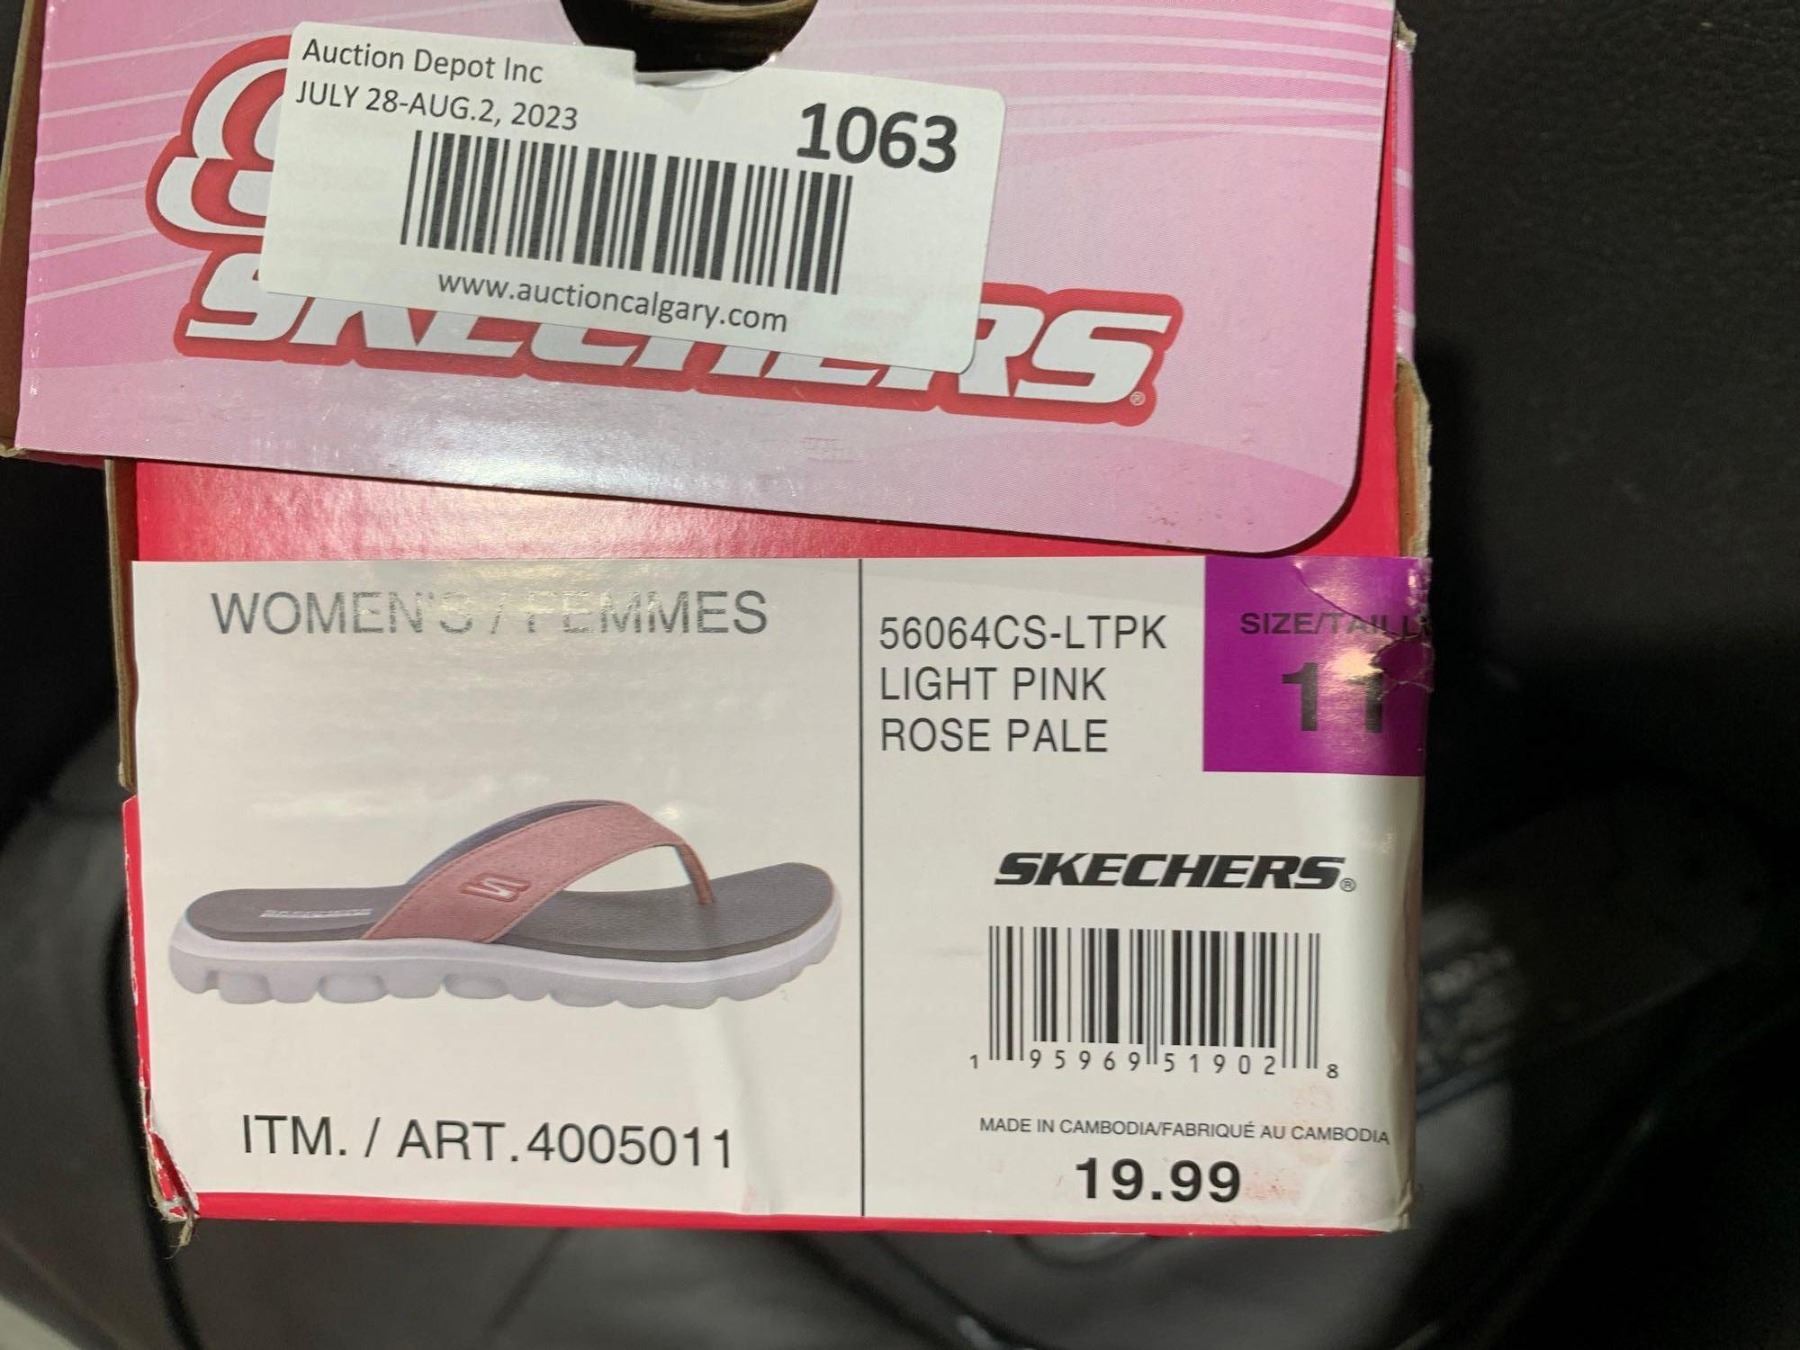 Auction Depot Inc
JULY 28-AUG.2, 2023
1063
www.auctioncalgary.com
SKECHERS®
WOMEN'S / FEMMES
56064CS-LTPK
LIGHT PINK
ROSE PALE
SIZE/TAILL
11
SKECHERS®
1 95969 51902 8
ITM. / ART.4005011
MADE IN CAMBODIA/FABRIQUÉ AU CAMBODIA
19.99